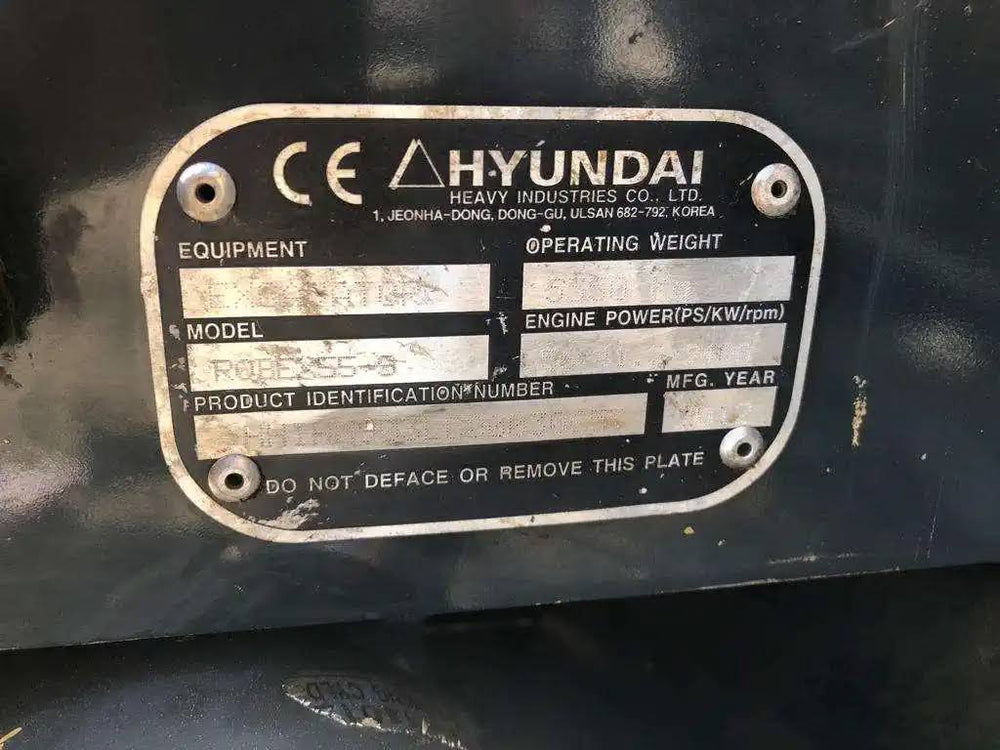 CE HYUNDAI
HEAVY INDUSTRIES CO., LTD.
1, JEONHA-DONG, DONG-GU, ULSAN 682-792, KOREA
EQUIPMENT
OPERATING WEIGHT
EXCAVATOR
MODEL
ENGINE POWER(PS/KW/rpm)
PRODUCT IDENTIFICATION NUMBER
MFG. YEAR
DO NOT DEFACE OR REMOVE THIS PLATE